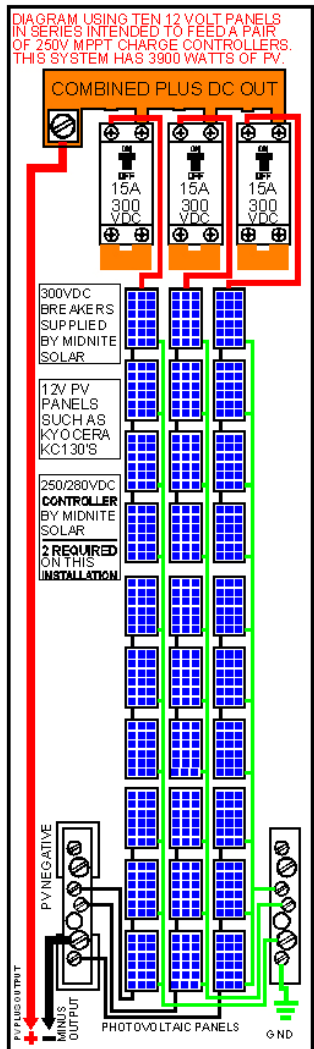 DIAGRAM USING TEN 12 VOLT PANELS
IN SERIES INTENDED TO FEED A PAIR
OF 250V MPPT CHARGE CONTROLLERS.
THIS SYSTEM HAS 3900 WATTS OF PV.
COMBINED PLUS DC OUT
ON
OFF
15A
300
VDC
ON
OFF
15A
300
VDC
ON
OFF
15A
300
VDC
300VDC
BREAKERS
SUPPLIED
BY MIDNITE
SOLAR
12V PV
PANELS
SUCH AS
KYOCERA
KC130'S
250/280VDC
CONTROLLER
BY MIDNITE
SOLAR
2 REQUIRED
ON THIS
INSTALLATION
PV NEGATIVE
PV PLUS OUTPUT
+
-
MINUS
OUTPUT
PHOTOVOLTAIC PANELS
GND